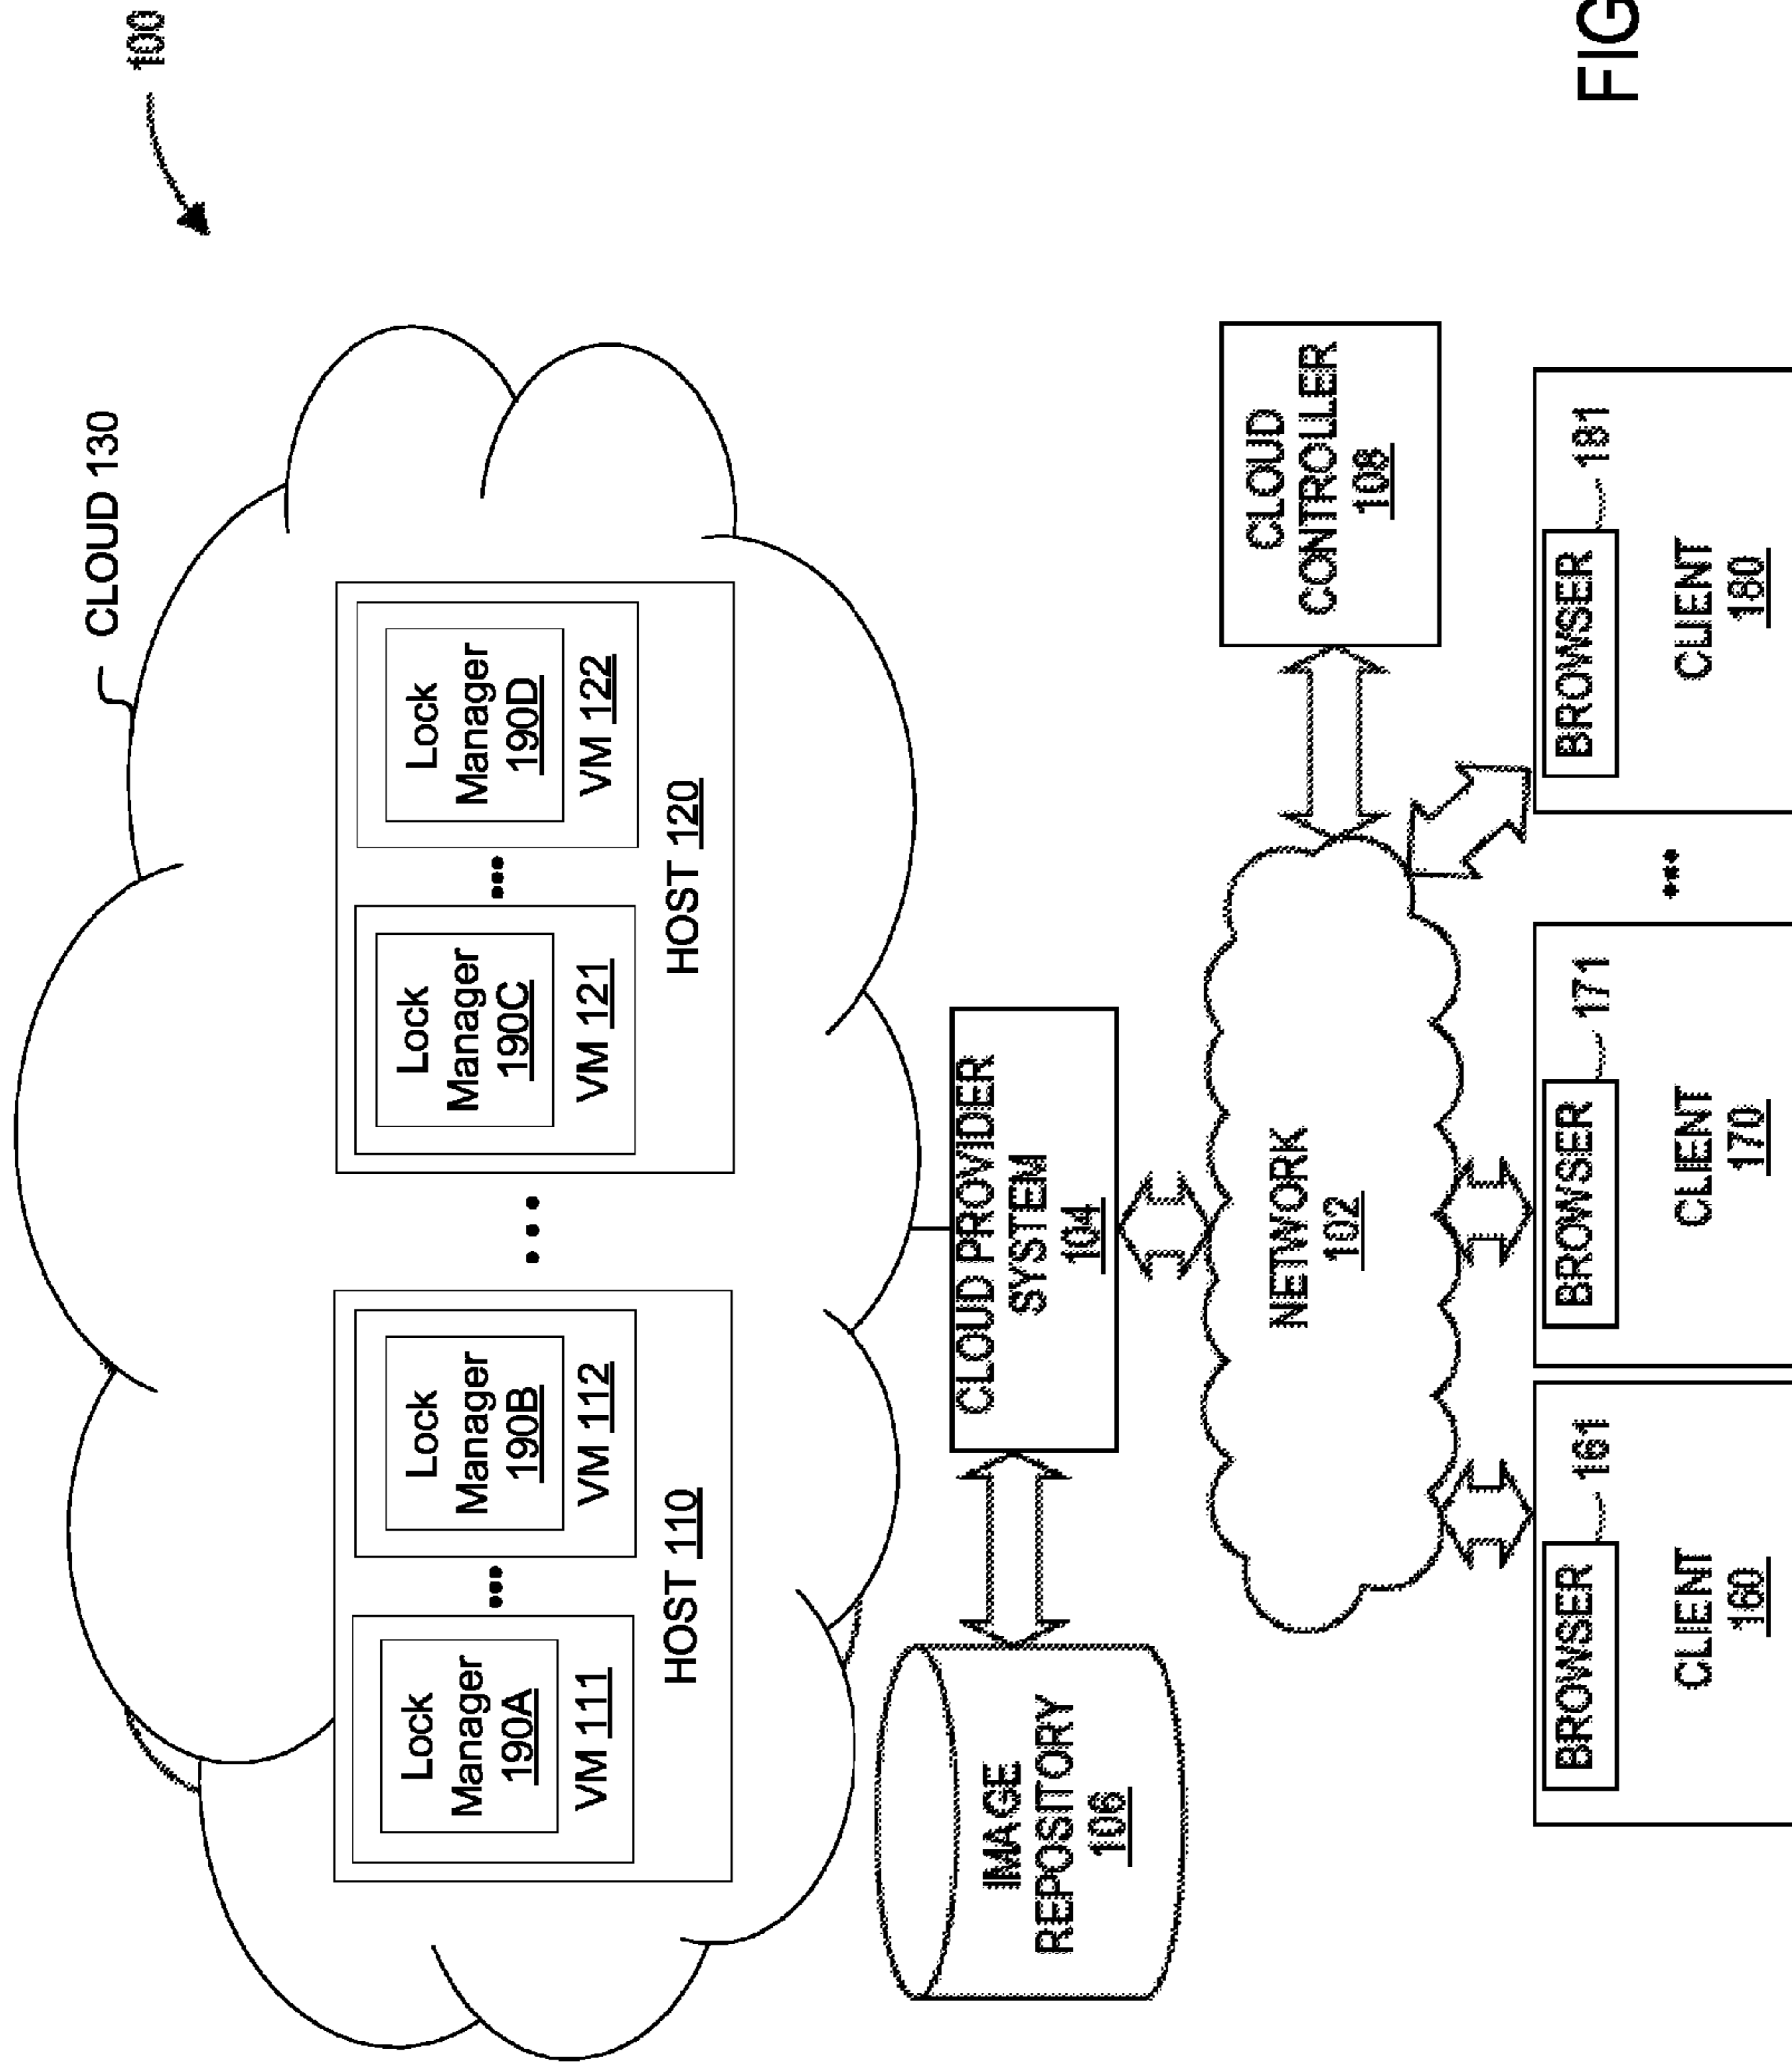 100
CLOUD 130
Lock
Manager
190A
VM 111
...
Lock
Manager
190B
VM 112
HOST 110
...
Lock
Manager
190C
VM 121
...
Lock
Manager
190D
VM 122
HOST 120
IMAGE
REPOSITORY
106
CLOUD PROVIDER
SYSTEM
104
NETWORK
102
CLOUD
CONTROLLER
108
BROWSER
161
CLIENT
160
BROWSER
171
CLIENT
170
...
BROWSER
181
CLIENT
180
FIG